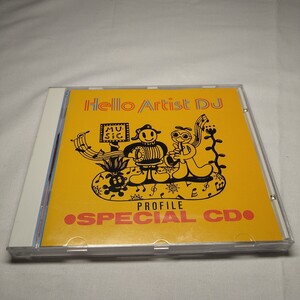 Hello Artist DJ
MU
SIC
PROFILE
•SPECIAL CD•